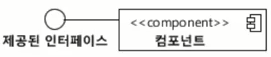 <<component>>
제공된 인터페이스
컴포넌트